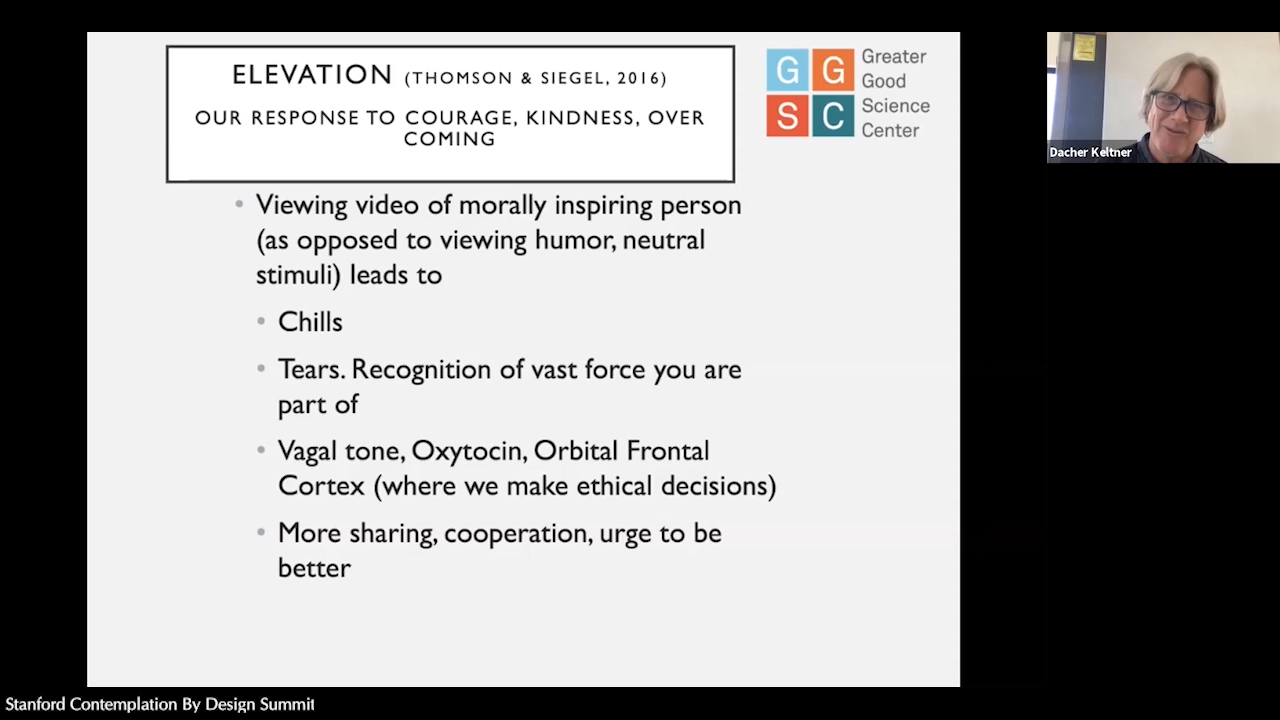 ELEVATION (THOMSON & SIEGEL, 2016)
OUR RESPONSE TO COURAGE, KINDNESS, OVER
COMING
G G S C
Greater
Good
Science
Center
• Viewing video of morally inspiring person
(as opposed to viewing humor, neutral
stimuli) leads to
• Chills
• Tears. Recognition of vast force you are
part of
• Vagal tone, Oxytocin, Orbital Frontal
Cortex (where we make ethical decisions)
• More sharing, cooperation, urge to be
better
Dacher Keltner
Stanford Contemplation By Design Summit